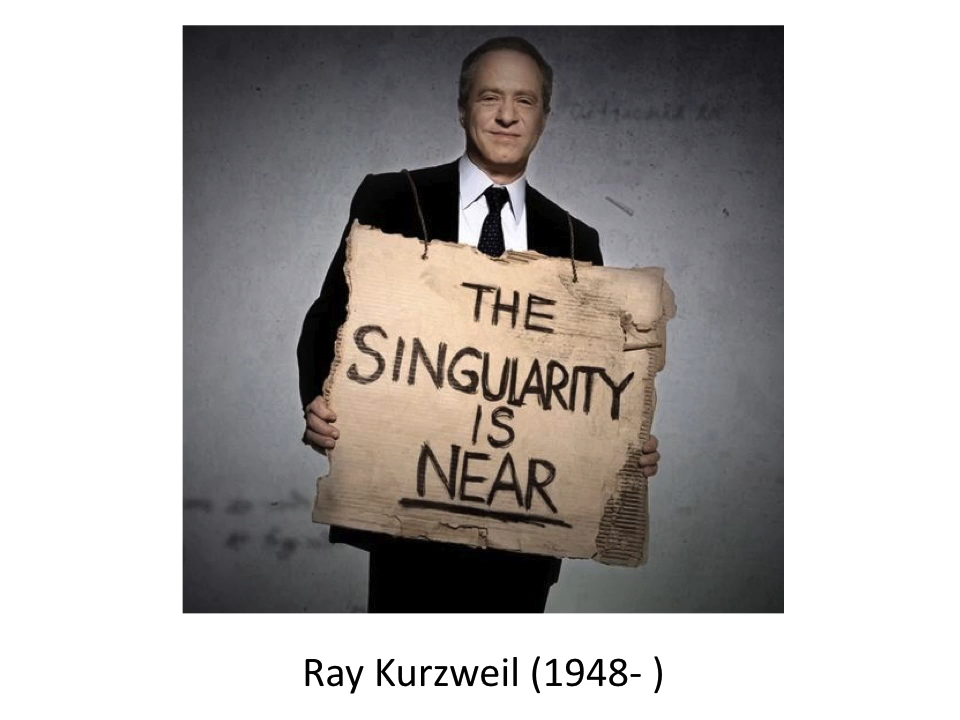 THE
SINGULARITY
IS
NEAR
Ray Kurzweil (1948- )